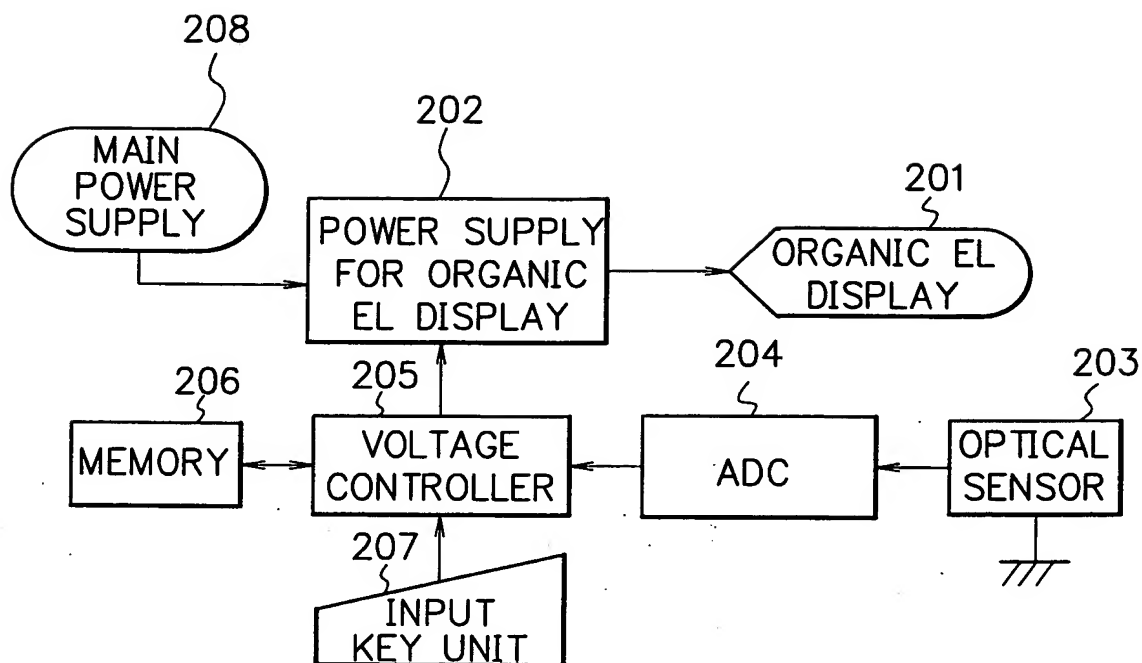 208
MAIN
POWER
SUPPLY
202
POWER SUPPLY
FOR ORGANIC
EL DISPLAY
201
ORGANIC EL
DISPLAY
206
MEMORY
205
VOLTAGE
CONTROLLER
204
ADC
203
OPTICAL
SENSOR
207
INPUT
KEY UNIT